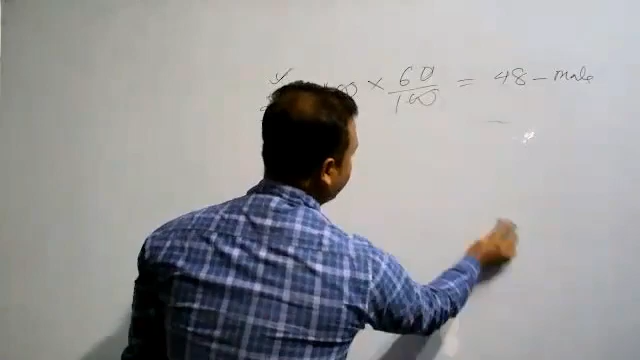 × 60/100 = 48 - male